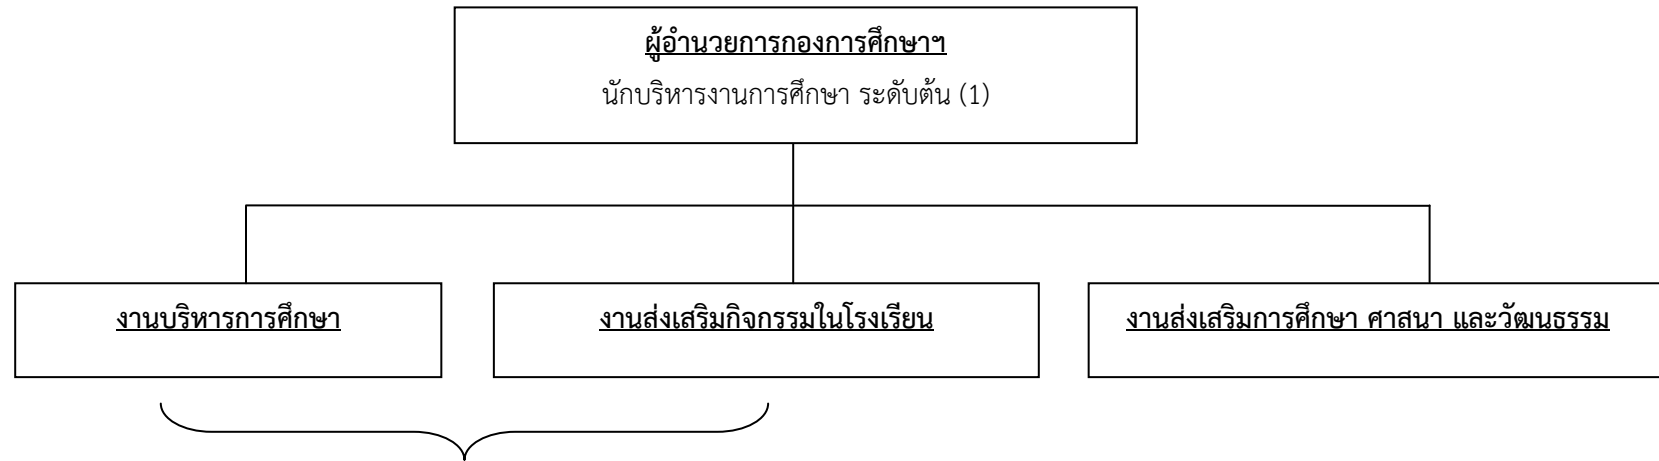 ผู้อำนวยการกองการศึกษาฯ
นักบริหารงานการศึกษา ระดับต้น (1)
งานบริหารการศึกษา
งานส่งเสริมกิจกรรมในโรงเรียน
งานส่งเสริมการศึกษา ศาสนา และวัฒนธรรม